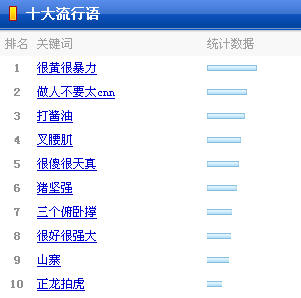 十大流行语
排名 关键词 统计数据
1 很黄很暴力
2 做人不要太cnn
3 打酱油
4 叉腰肌
5 很傻很天真
6 猪坚强
7 三个俯卧撑
8 很好很强大
9 山寨
10 正龙拍虎